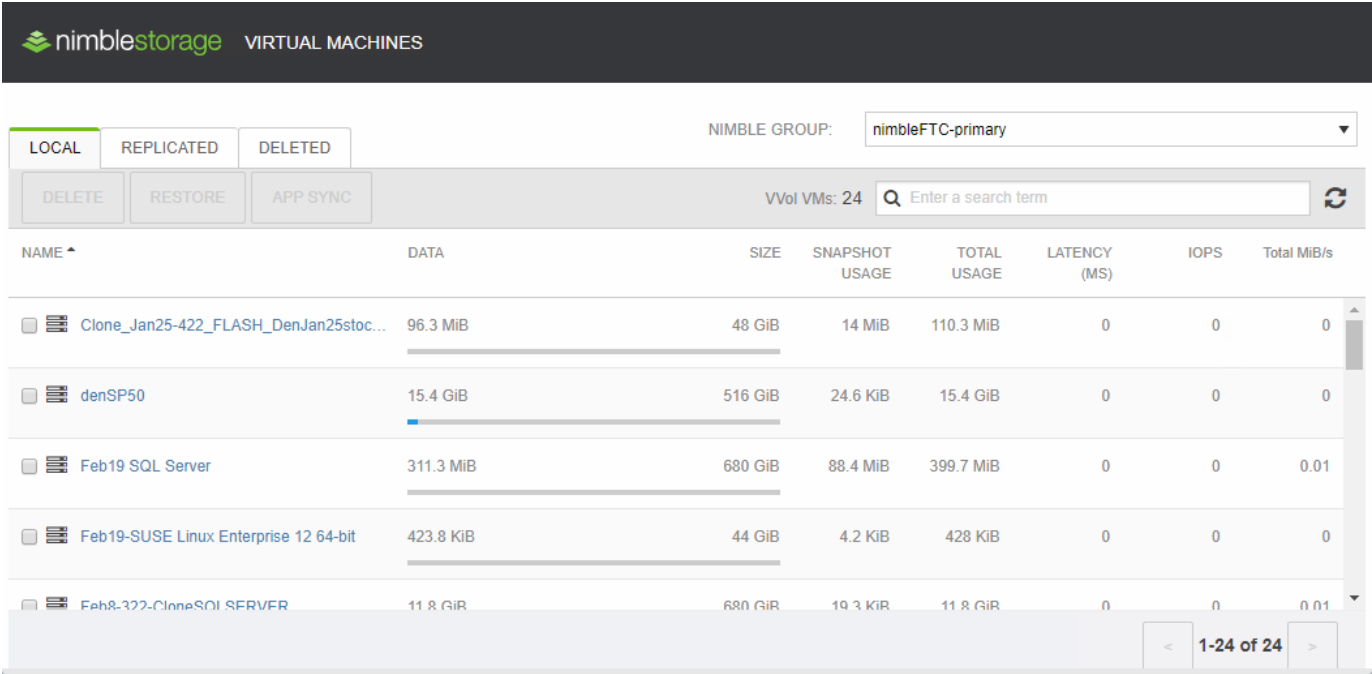 nimblestorage VIRTUAL MACHINES
LOCAL REPLICATED DELETED NIMBLE GROUP: nimbleFTC-primary
DELETE RESTORE APP SYNC VVol VMs: 24 Enter a search term
NAME DATA SIZE SNAPSHOT USAGE TOTAL USAGE LATENCY (MS) IOPS Total MiB/s
Clone_Jan25-422_FLASH_DenJan25stoc... 96.3 MiB 48 GiB 14 MiB 110.3 MiB 0 0 0
denSP50 15.4 GiB 516 GiB 24.6 KiB 15.4 GiB 0 0 0
Feb19 SQL Server 311.3 MiB 680 GiB 88.4 MiB 399.7 MiB 0 0 0.01
Feb19-SUSE Linux Enterprise 12 64-bit 423.8 KiB 44 GiB 4.2 KiB 428 KiB 0 0 0
Feb8-322-CloneSQLSERVER 11.8 GiB 680 GiB 19.3 KiB 11.8 GiB 0 0 0.01
< 1-24 of 24 >